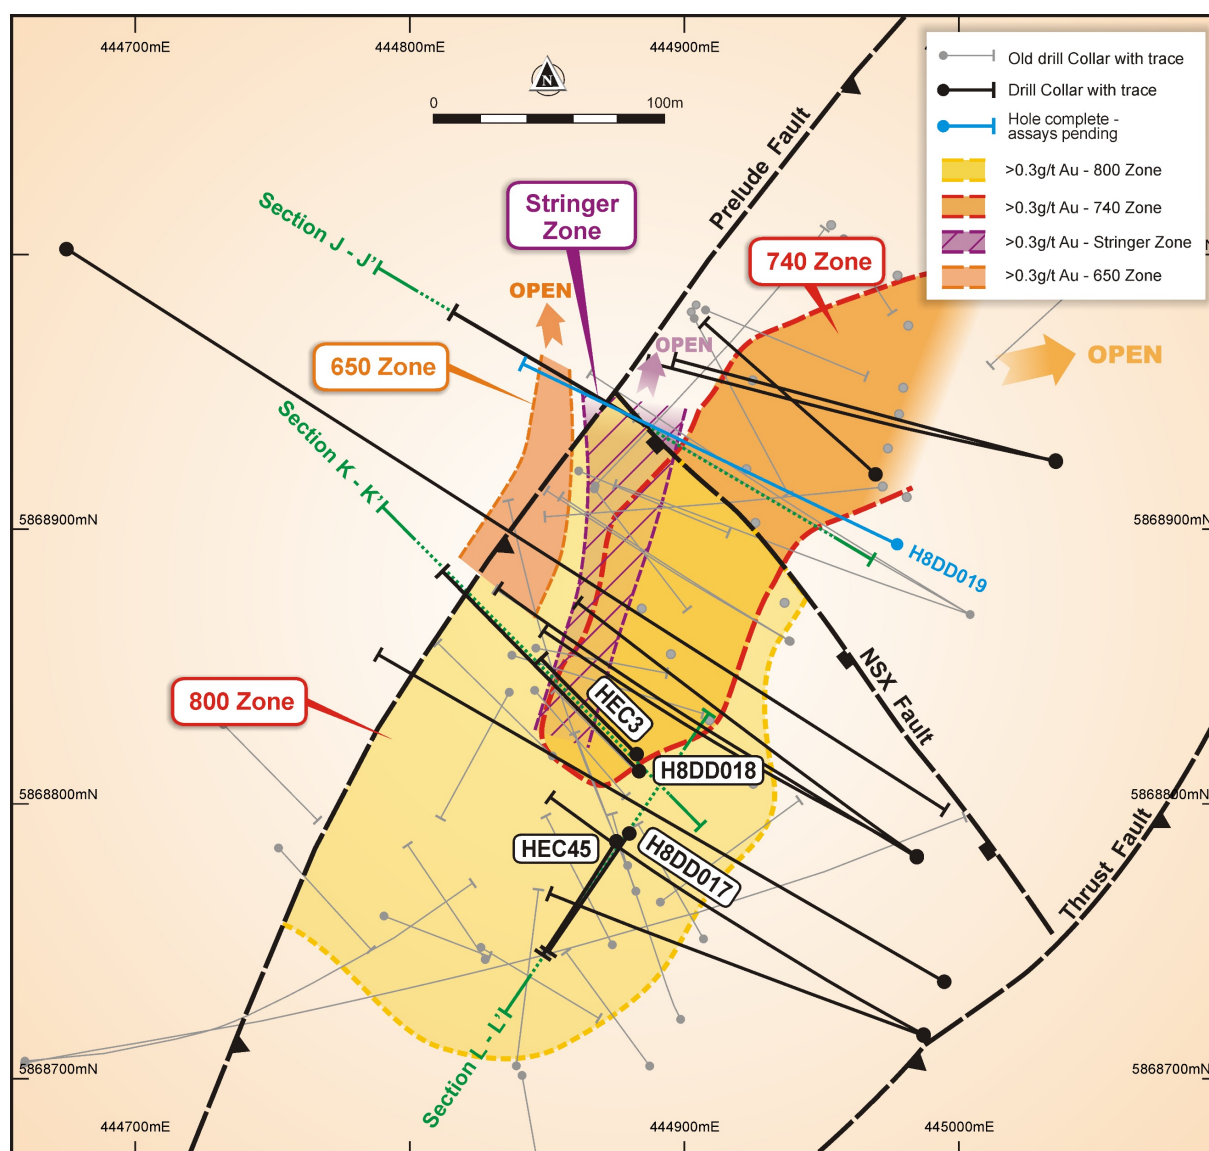 444700mE
444800mE
444900mE
N
0
100m
Old drill Collar with trace
Drill Collar with trace
Hole complete -
assays pending
>0.3g/t Au - 800 Zone
>0.3g/t Au - 740 Zone
>0.3g/t Au - Stringer Zone
>0.3g/t Au - 650 Zone
Prelude Fault
Section J - J'
Stringer
Zone
740 Zone
OPEN
OPEN
OPEN
650 Zone
Section K - K'
5868900mN
5868900mN
H8DD019
NSX Fault
800 Zone
HEC3
H8DD018
5868800mN
5868800mN
HEC45
H8DD017
Thrust Fault
Section L - L'
5868700mN
5868700mN
444700mE
444900mE
445000mE